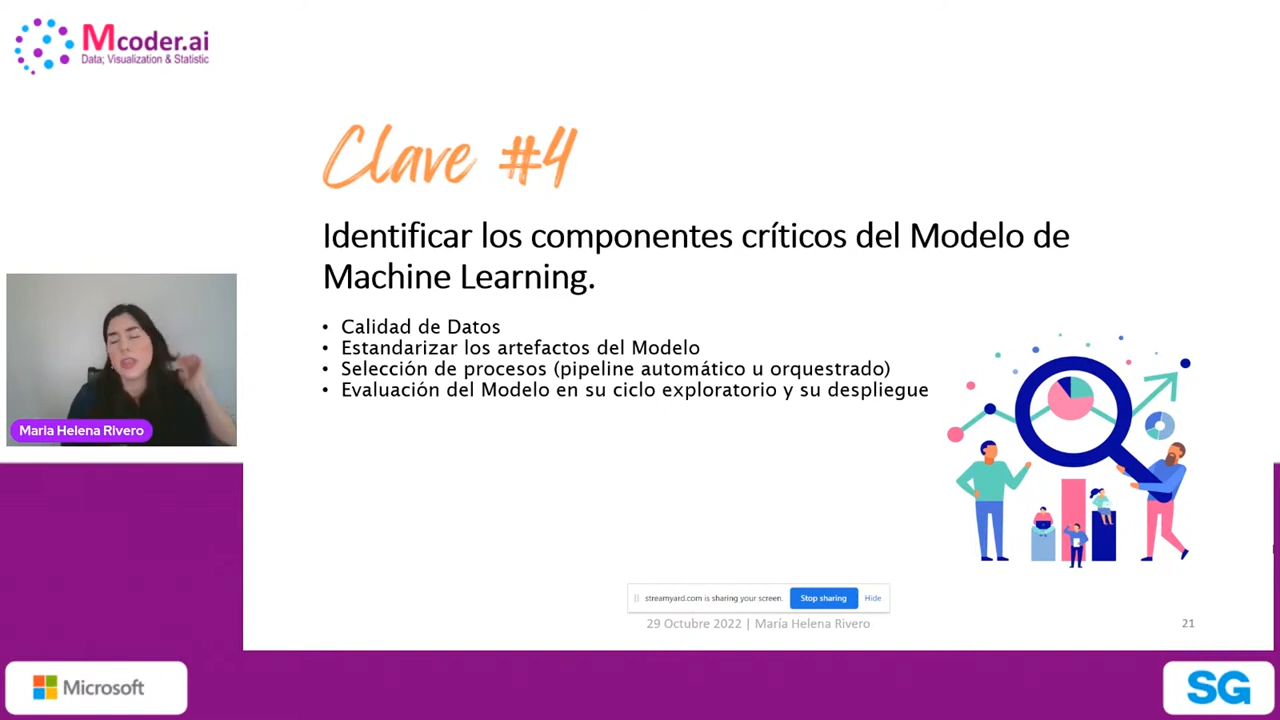 Mcoder.ai
Data; Visualization & Statistic
Clave #4
Identificar los componentes críticos del Modelo de
Machine Learning.
• Calidad de Datos
• Estandarizar los artefactos del Modelo
• Selección de procesos (pipeline automático u orquestrado)
• Evaluación del Modelo en su ciclo exploratorio y su despliegue
Maria Helena Rivero
streamyard.com is sharing your screen.
Stop sharing
Hide
29 Octubre 2022 | María Helena Rivero
21
Microsoft
SG